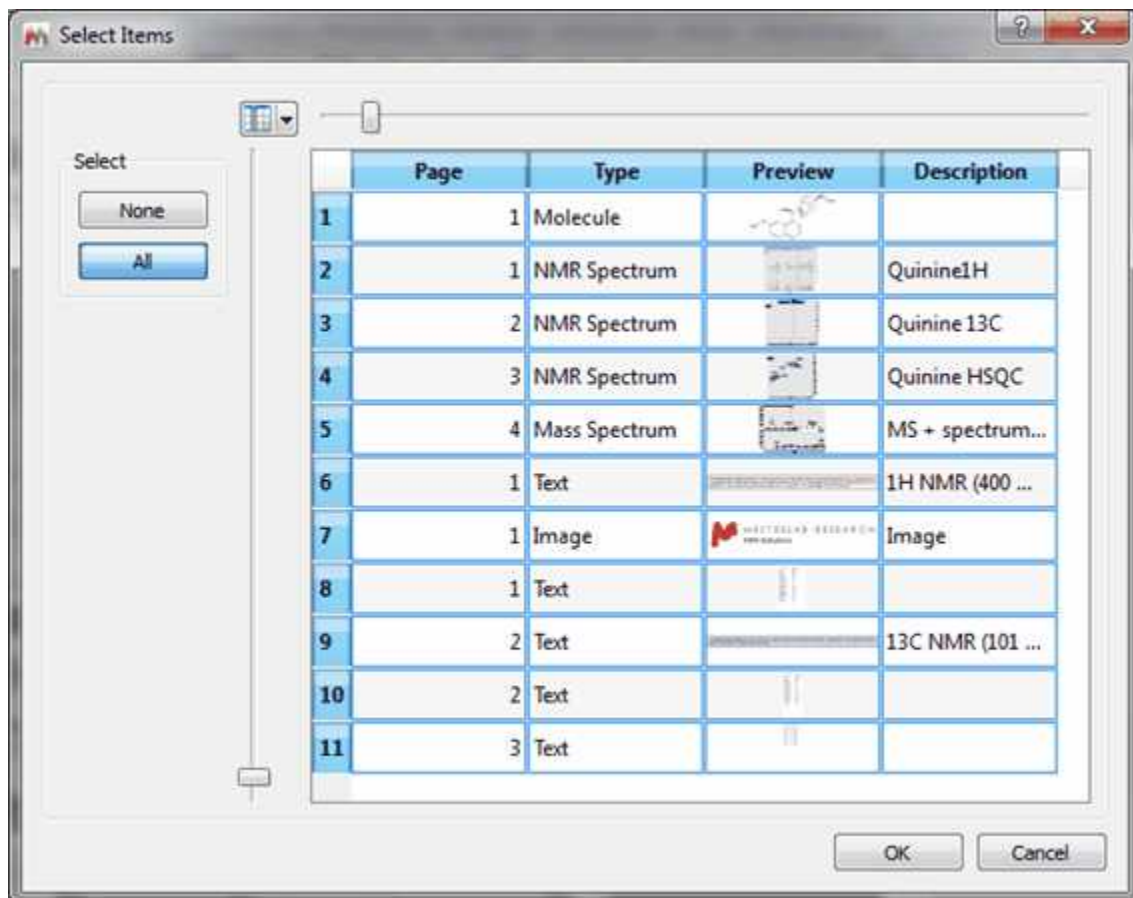 Select Items
Select
None
All
Page Type Preview Description
1 1 Molecule
2 1 NMR Spectrum Quinine1H
3 2 NMR Spectrum Quinine 13C
4 3 NMR Spectrum Quinine HSQC
5 4 Mass Spectrum MS + spectrum...
6 1 Text 1H NMR (400 ...
7 1 Image MESTRELAB RESEARCH Image
8 1 Text
9 2 Text 13C NMR (101 ...
10 2 Text
11 3 Text
OK Cancel